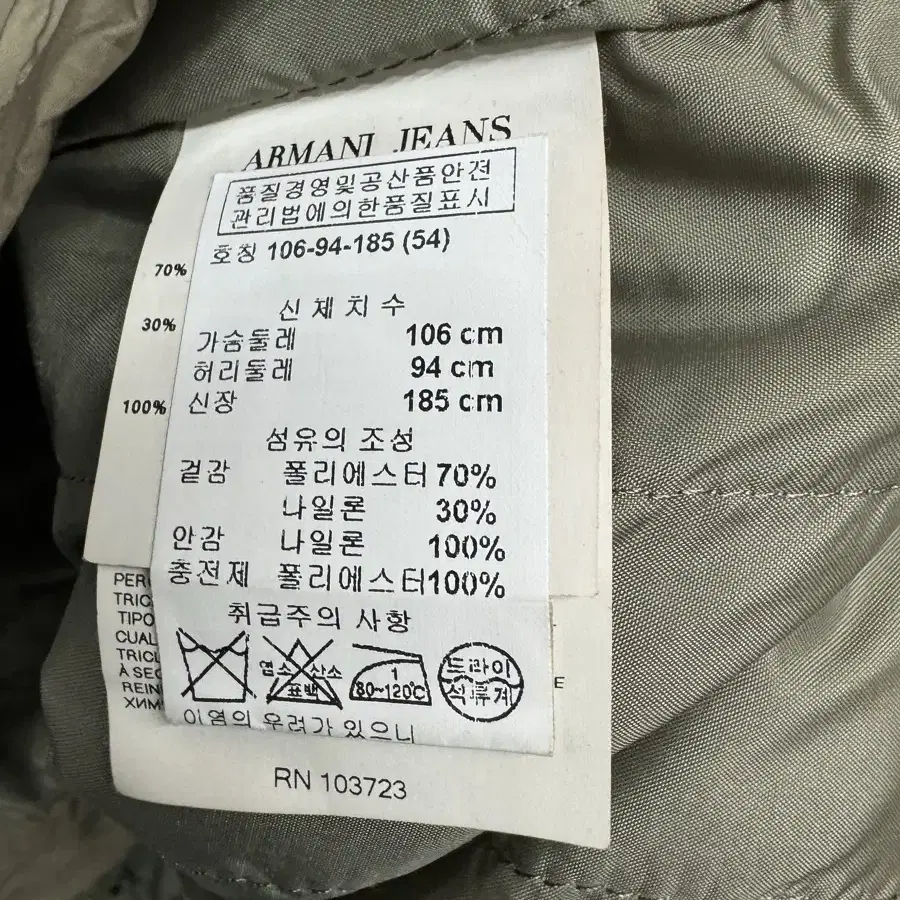 ARMANI JEANS
품질경영및공산품안전
관리법에의한품질표시
호칭 106-94-185 (54)
70%
신체치수
30%
가슴둘레 106 cm
허리둘레 94 cm
100%
신장 185 cm
섬유의 조성
겉감 폴리에스터 70%
나일론 30%
안감 나일론 100%
충전제 폴리에스터 100%
취급주의 사항
염소 산소
표백
1
80~120℃
드라이
석류계
이염의 우려가 있으니
PER
TRIC
TIPO
CUAL
TRICL
À SEC
REIN
ХИМ
E
RN 103723